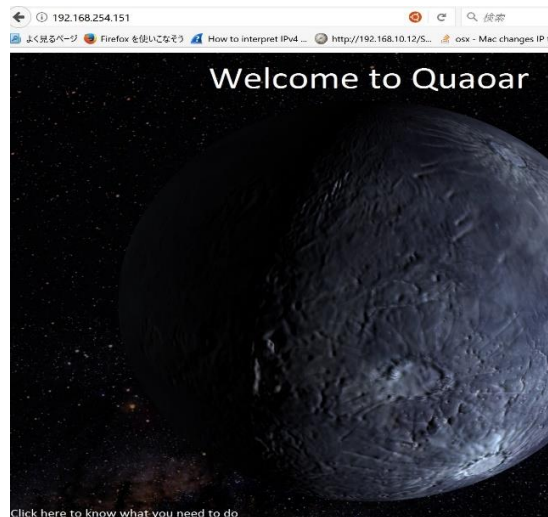 192.168.254.151
検索
よく見るページ Firefox を使いこなそう How to interpret IPv4 ... http://192.168.10.12/S... osx - Mac changes IP
Welcome to Quaoar
Click here to know what you need to do